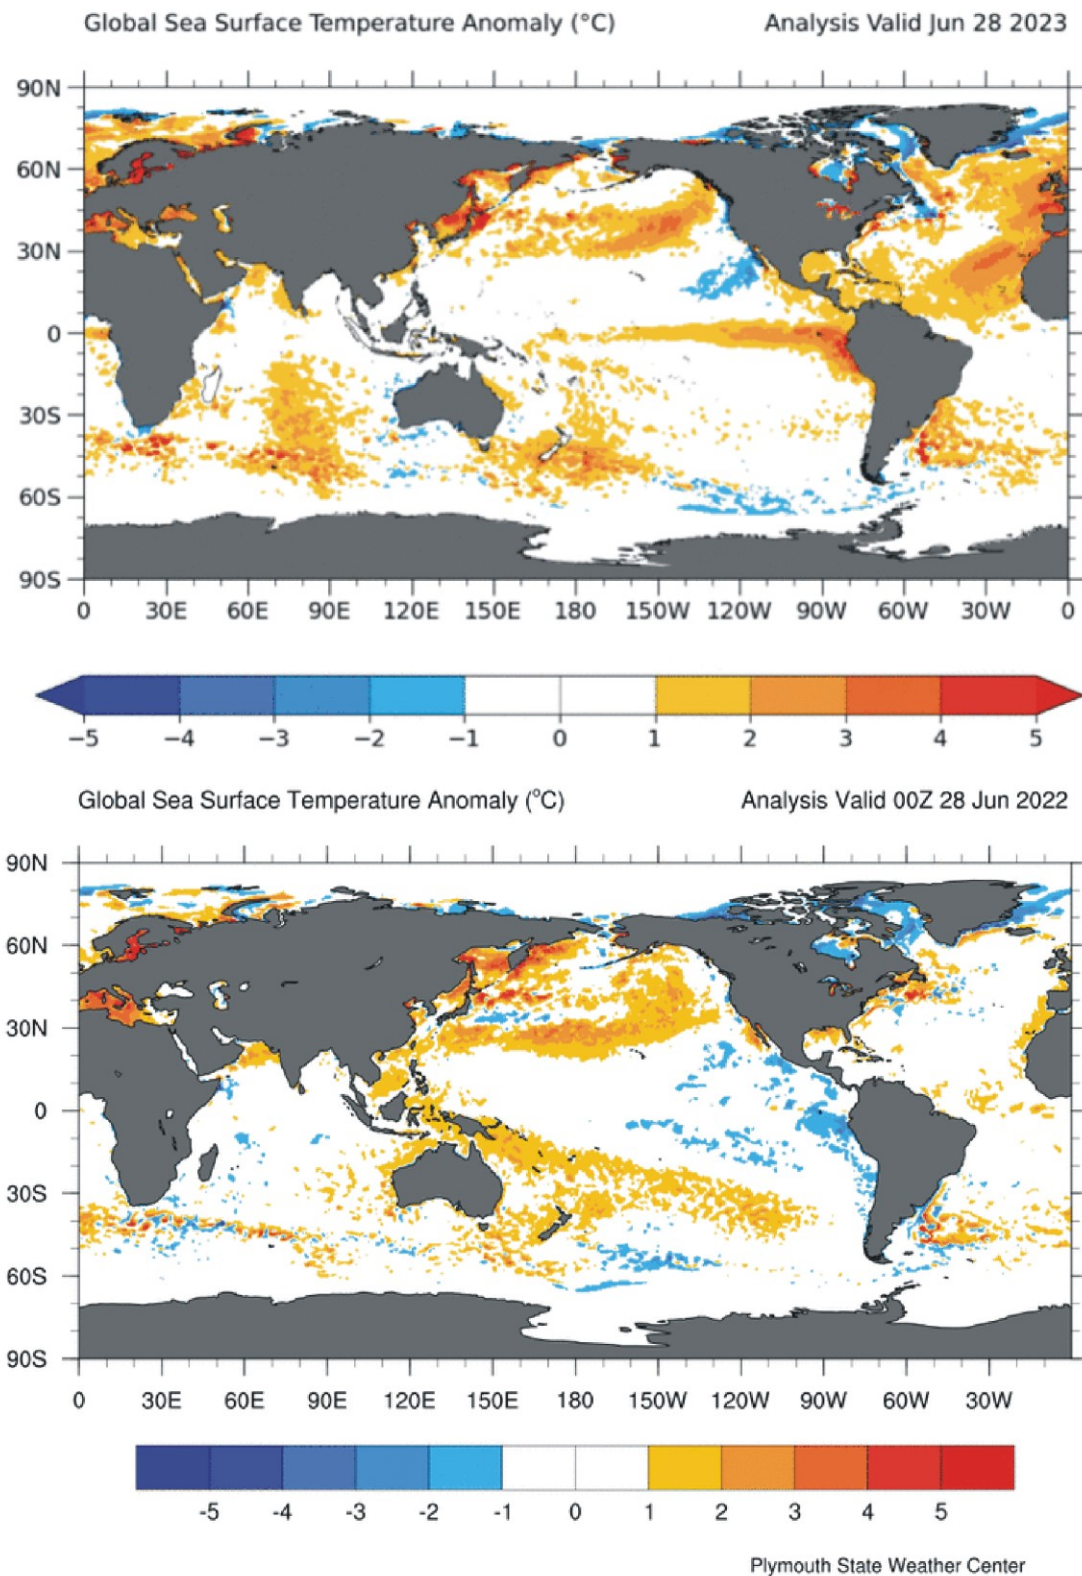 Global Sea Surface Temperature Anomaly (°C) Analysis Valid Jun 28 2023
90N
60N
30N
0
30S
60S
90S
0 30E 60E 90E 120E 150E 180 150W 120W 90W 60W 30W 0
−5 −4 −3 −2 −1 0 1 2 3 4 5
Global Sea Surface Temperature Anomaly (°C) Analysis Valid 00Z 28 Jun 2022
90N
60N
30N
0
30S
60S
90S
0 30E 60E 90E 120E 150E 180 150W 120W 90W 60W 30W
-5 -4 -3 -2 -1 0 1 2 3 4 5
Plymouth State Weather Center